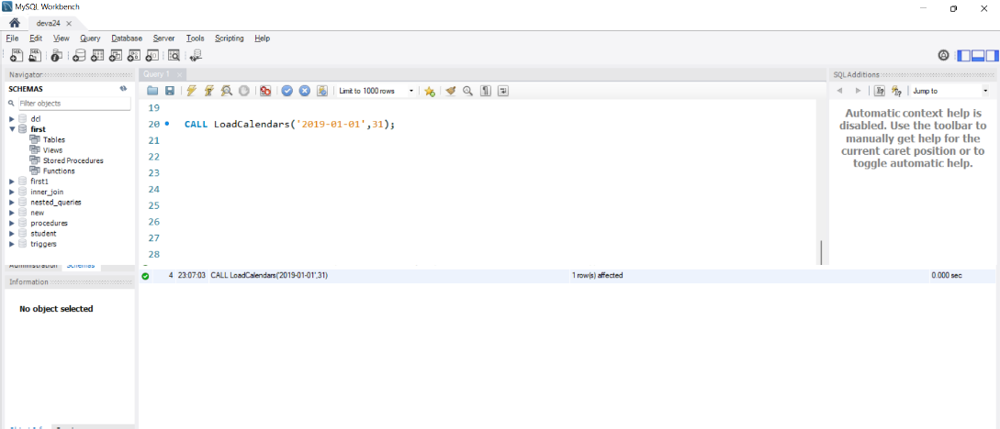 MySQL Workbench
deva24
File Edit View Query Database Server Tools Scripting Help
Navigator
SCHEMAS
Filter objects
dcl
first
Tables
Views
Stored Procedures
Functions
first1
inner_join
nested_queries
new
procedures
student
triggers
Administration Schemas
Information
No object selected
Query 1
Limit to 1000 rows
19
20 CALL LoadCalendars('2019-01-01',31);
21
22
23
24
25
26
27
28
4 23:07:03 CALL LoadCalendars('2019-01-01',31) 1 row(s) affected 0.000 sec
SQLAdditions
Jump to
Automatic context help is
disabled. Use the toolbar to
manually get help for the
current caret position or to
toggle automatic help.